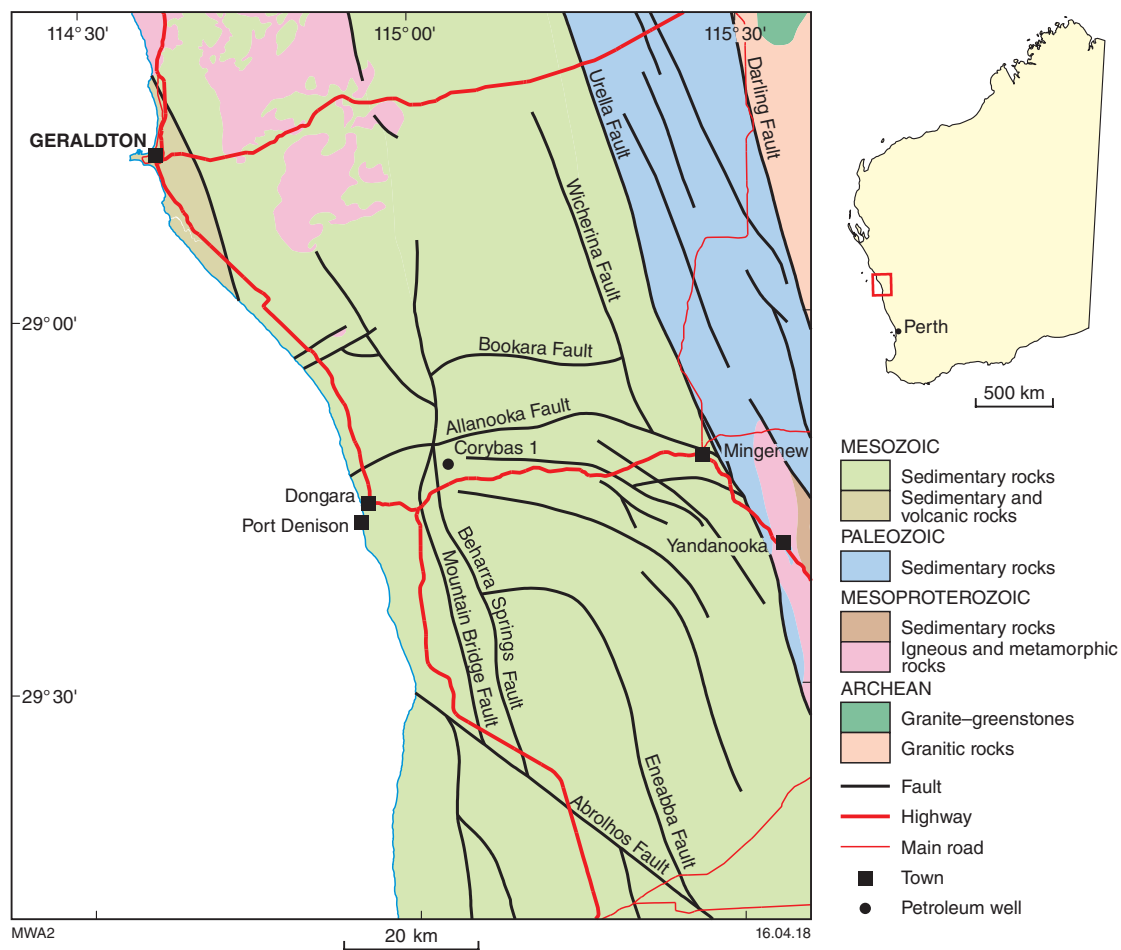 114°30'
115°00'
115°30'
GERALDTON
Urella Fault
Darling Fault
Wicherina Fault
29°00'
Bookara Fault
Allanooka Fault
Corybas 1
Mingenew
Dongara
Port Denison
Yandanooka
Beharra Springs Fault
Mountain Bridge Fault
29°30'
Eneabba Fault
Abrolhos Fault
MWA2
20 km
16.04.18
Perth
500 km
MESOZOIC
Sedimentary rocks
Sedimentary and
volcanic rocks
PALEOZOIC
Sedimentary rocks
MESOPROTEROZOIC
Sedimentary rocks
Igneous and metamorphic
rocks
ARCHEAN
Granite–greenstones
Granitic rocks
Fault
Highway
Main road
Town
Petroleum well